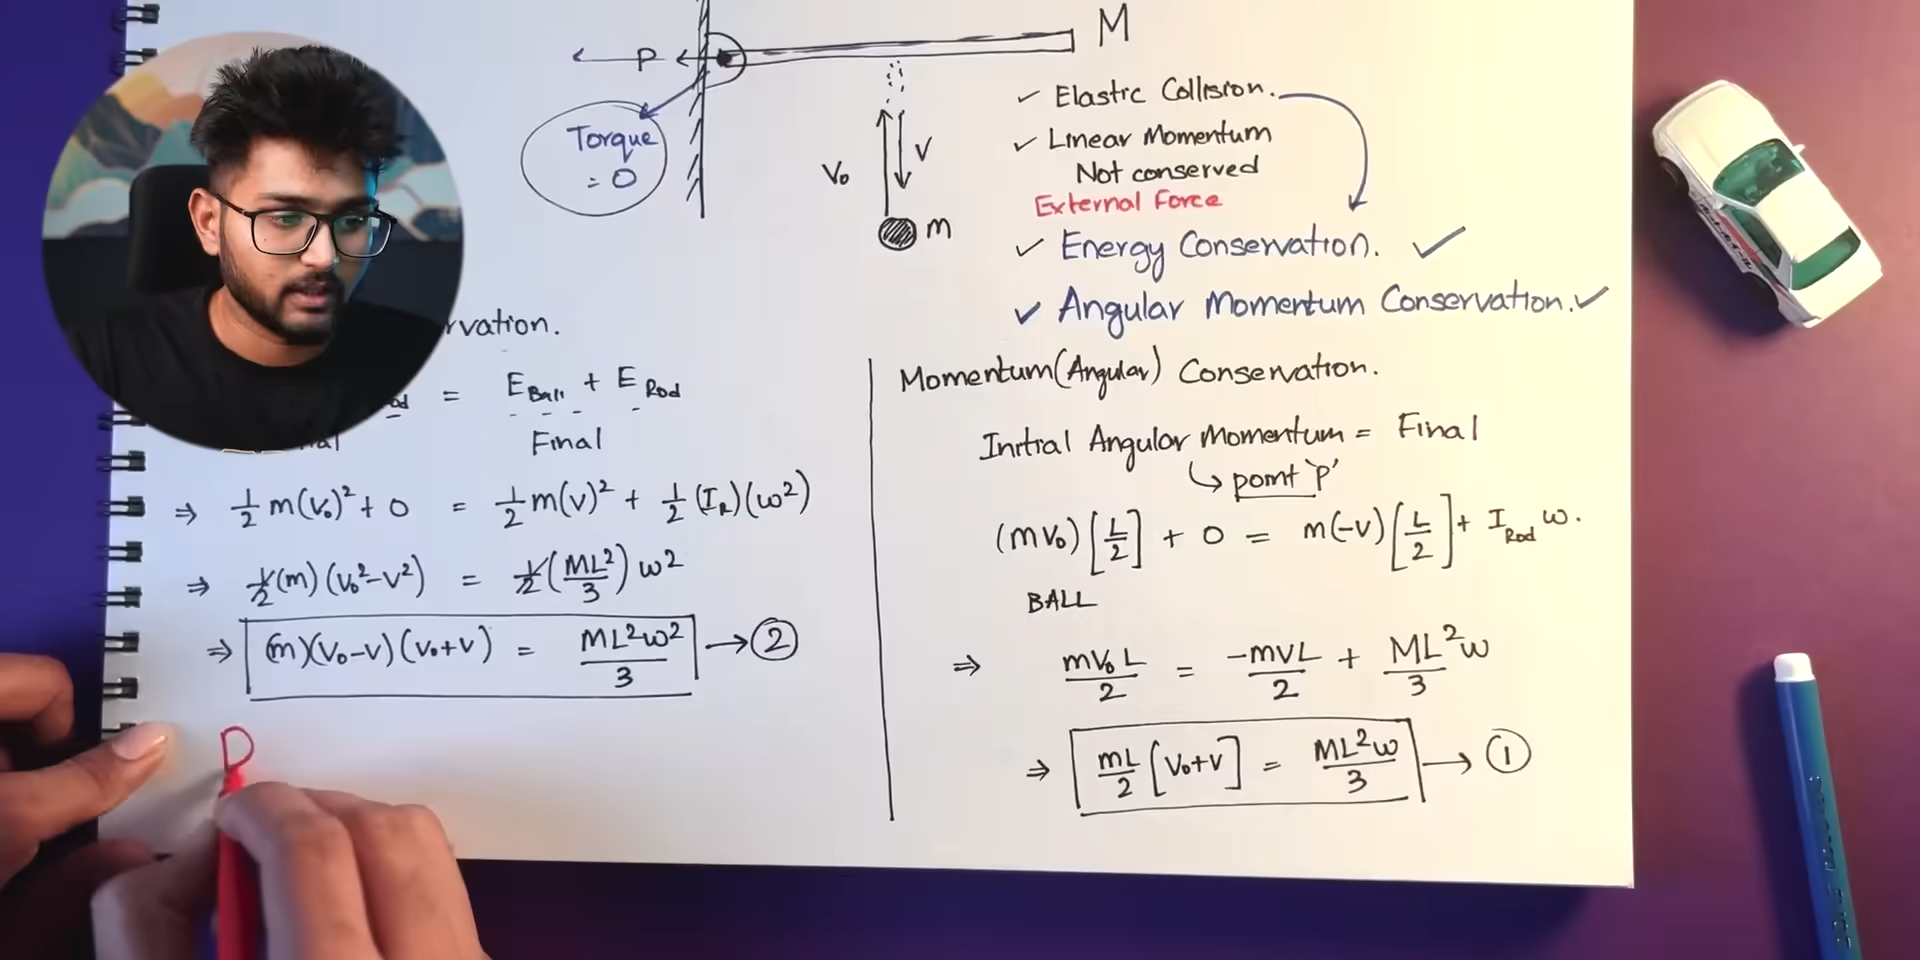 M
P
Torque
= 0
V₀
V
m
✓ Elastic Collision.
✓ Linear Momentum
Not conserved
External Force
✓ Energy Conservation. ✓
✓ Angular Momentum Conservation. ✓
rvation.
= E Ball + E Rod
Final
⇒ ½ m(V₀)² + 0 = ½ m(v)² + ½ (I_R)(ω²)
⇒ ½(m)(V₀²-V²) = ½(ML²/3) ω²
⇒ (m)(V₀-V)(V₀+V) = ML²ω²/3 → ②
P
Momentum(Angular) Conservation.
Initial Angular Momentum = Final
↳ point 'P'
(mV₀)[L/2] + 0 = m(-V)[L/2] + I_Rod ω.
BALL
⇒ mV₀L/2 = -mVL/2 + ML²ω/3
⇒ mL/2 [V₀+V] = ML²ω/3 → ①